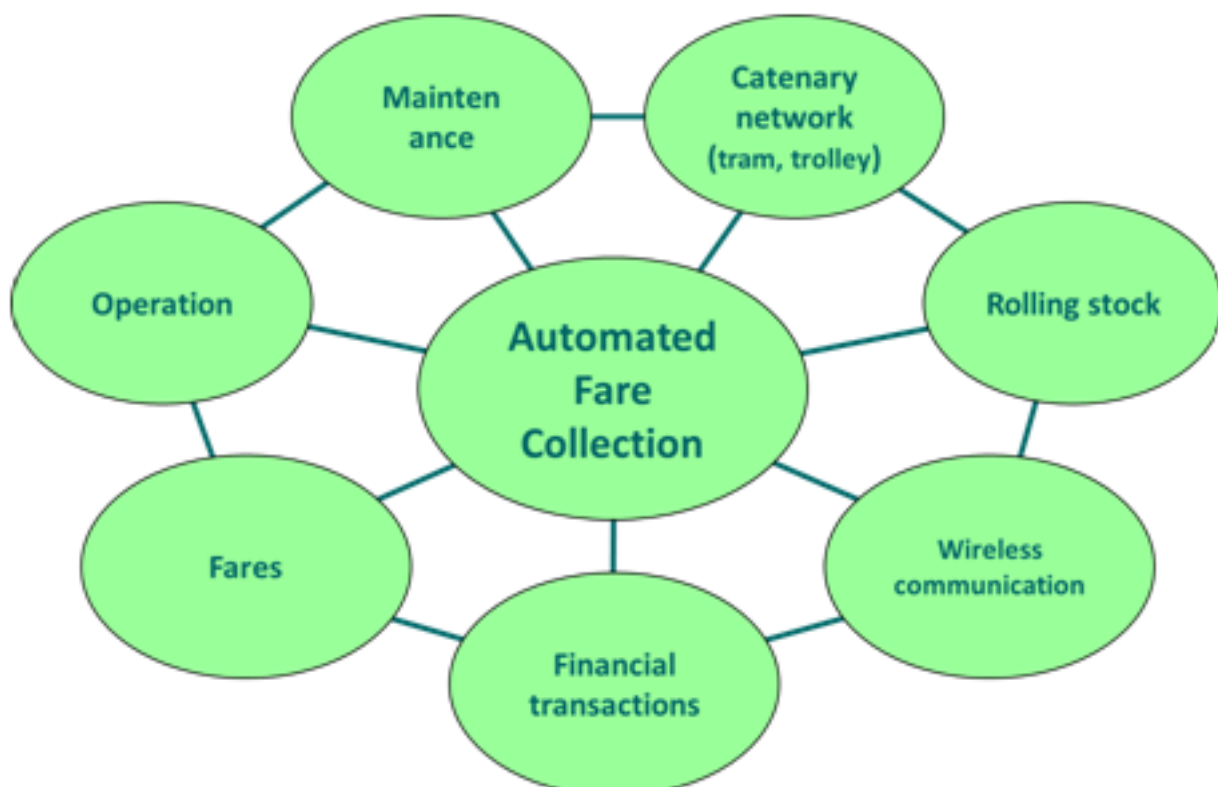 Mainten
ance
Catenary
network
(tram, trolley)
Operation
Rolling stock
Automated
Fare
Collection
Fares
Wireless
communication
Financial
transactions